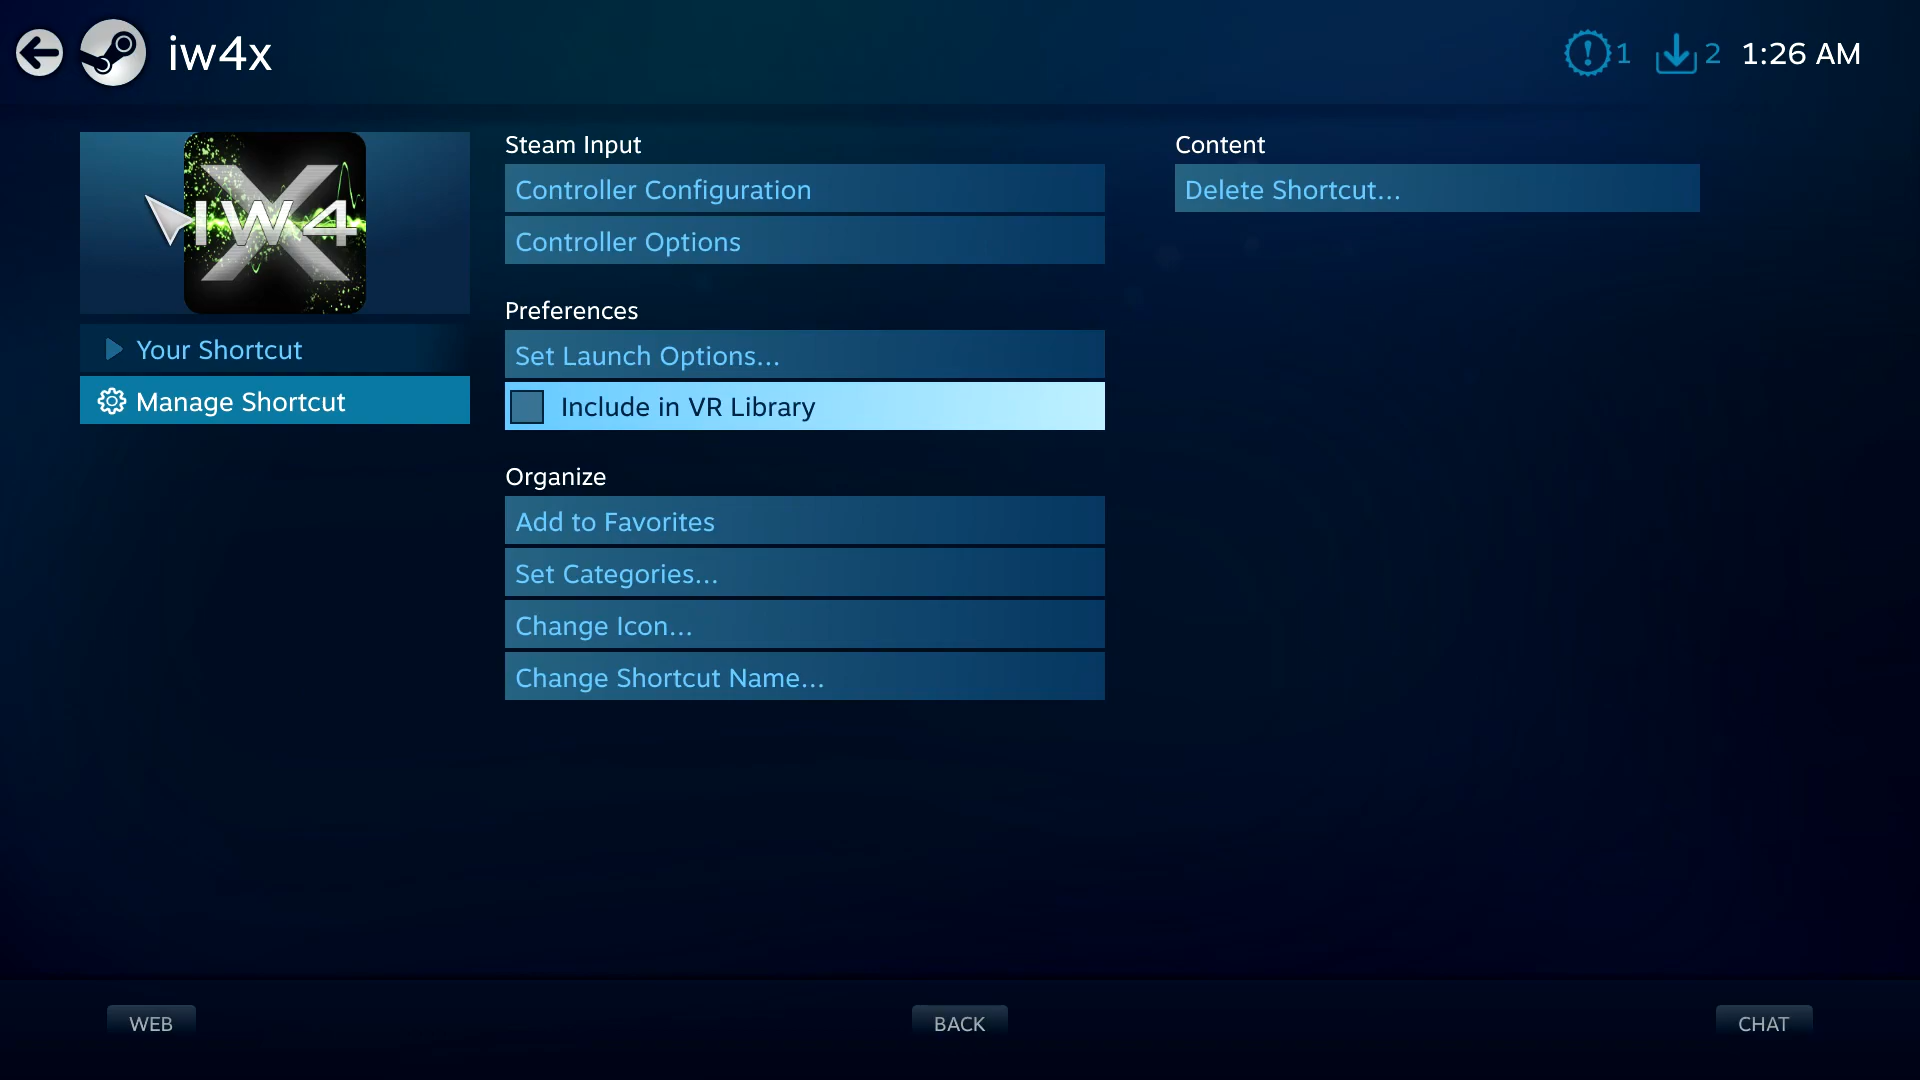 iw4x
1
2
1:26 AM
IW4X
Your Shortcut
Manage Shortcut
Steam Input
Controller Configuration
Controller Options
Preferences
Set Launch Options...
Include in VR Library
Organize
Add to Favorites
Set Categories...
Change Icon...
Change Shortcut Name...
Content
Delete Shortcut...
WEB
BACK
CHAT